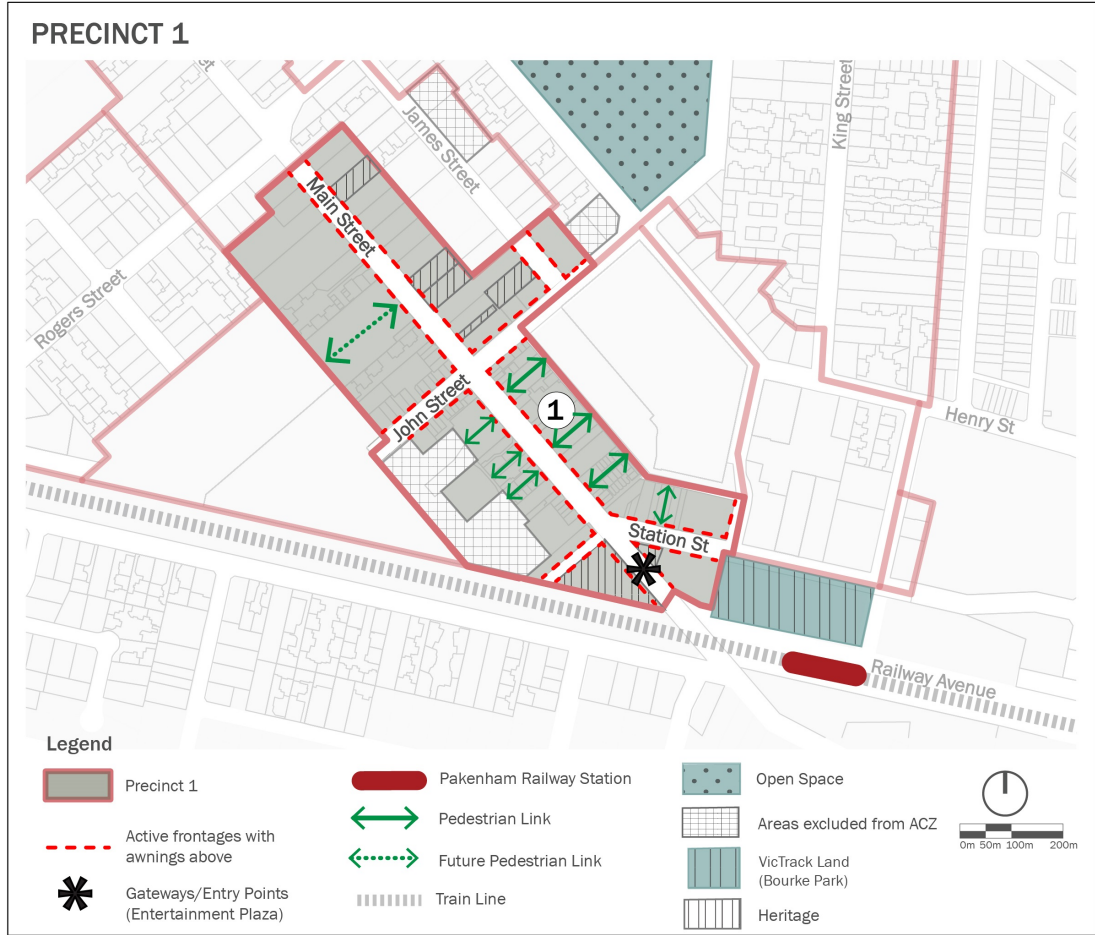 PRECINCT 1
Street
James Street
King Street
Main Street
Rogers Street
John Street
1
Henry St
Station St
Railway Avenue
Legend
Precinct 1
Active frontages with
awnings above
Gateways/Entry Points
(Entertainment Plaza)
Pakenham Railway Station
Pedestrian Link
Future Pedestrian Link
Train Line
Open Space
Areas excluded from ACZ
VicTrack Land
(Bourke Park)
Heritage
0m 50m 100m 200m